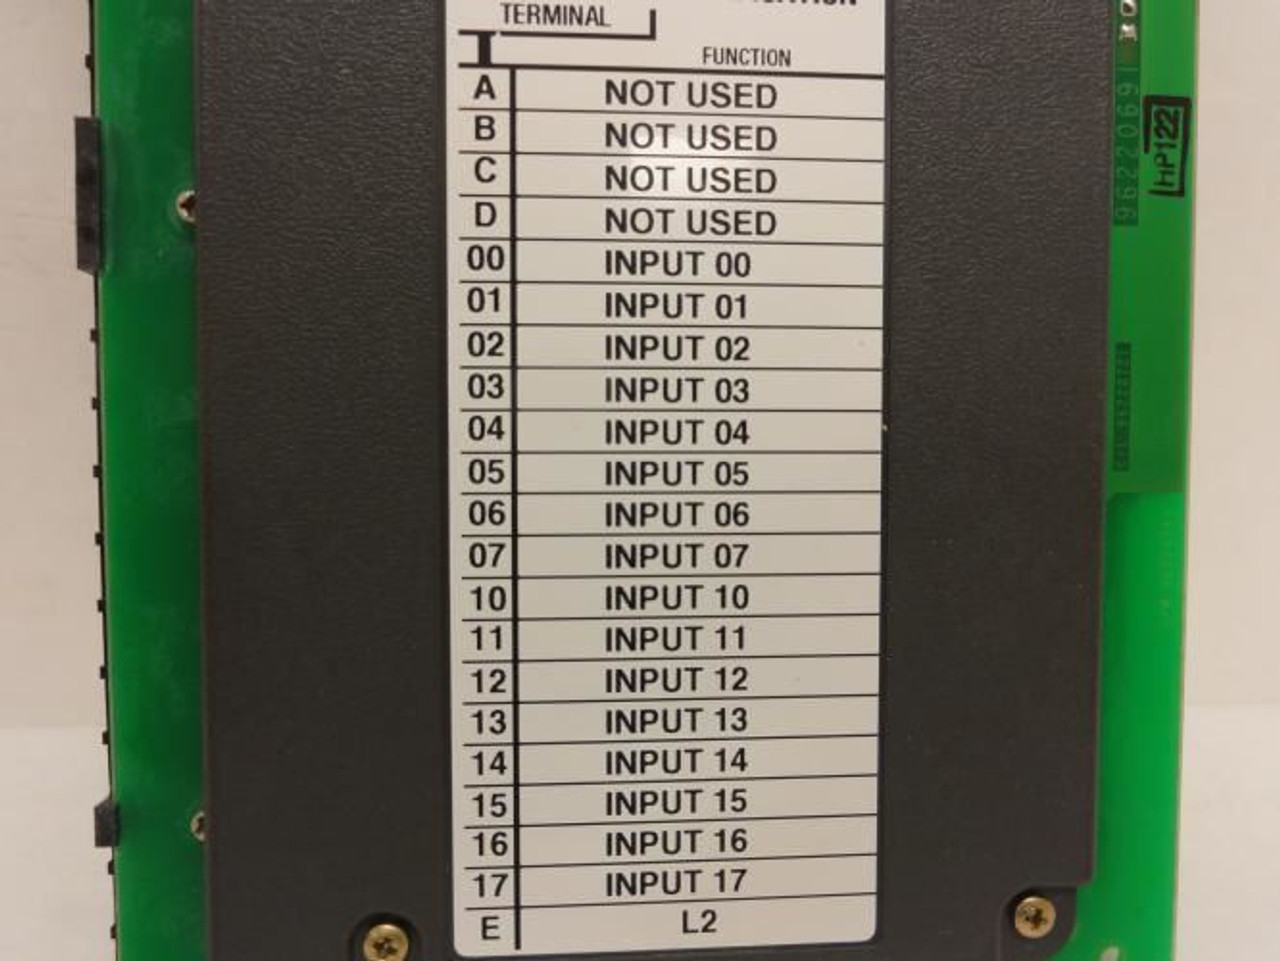 TERMINAL
FUNCTION
A NOT USED
B NOT USED
C NOT USED
D NOT USED
00 INPUT 00
01 INPUT 01
02 INPUT 02
03 INPUT 03
04 INPUT 04
05 INPUT 05
06 INPUT 06
07 INPUT 07
10 INPUT 10
11 INPUT 11
12 INPUT 12
13 INPUT 13
14 INPUT 14
15 INPUT 15
16 INPUT 16
17 INPUT 17
E L2
HP122